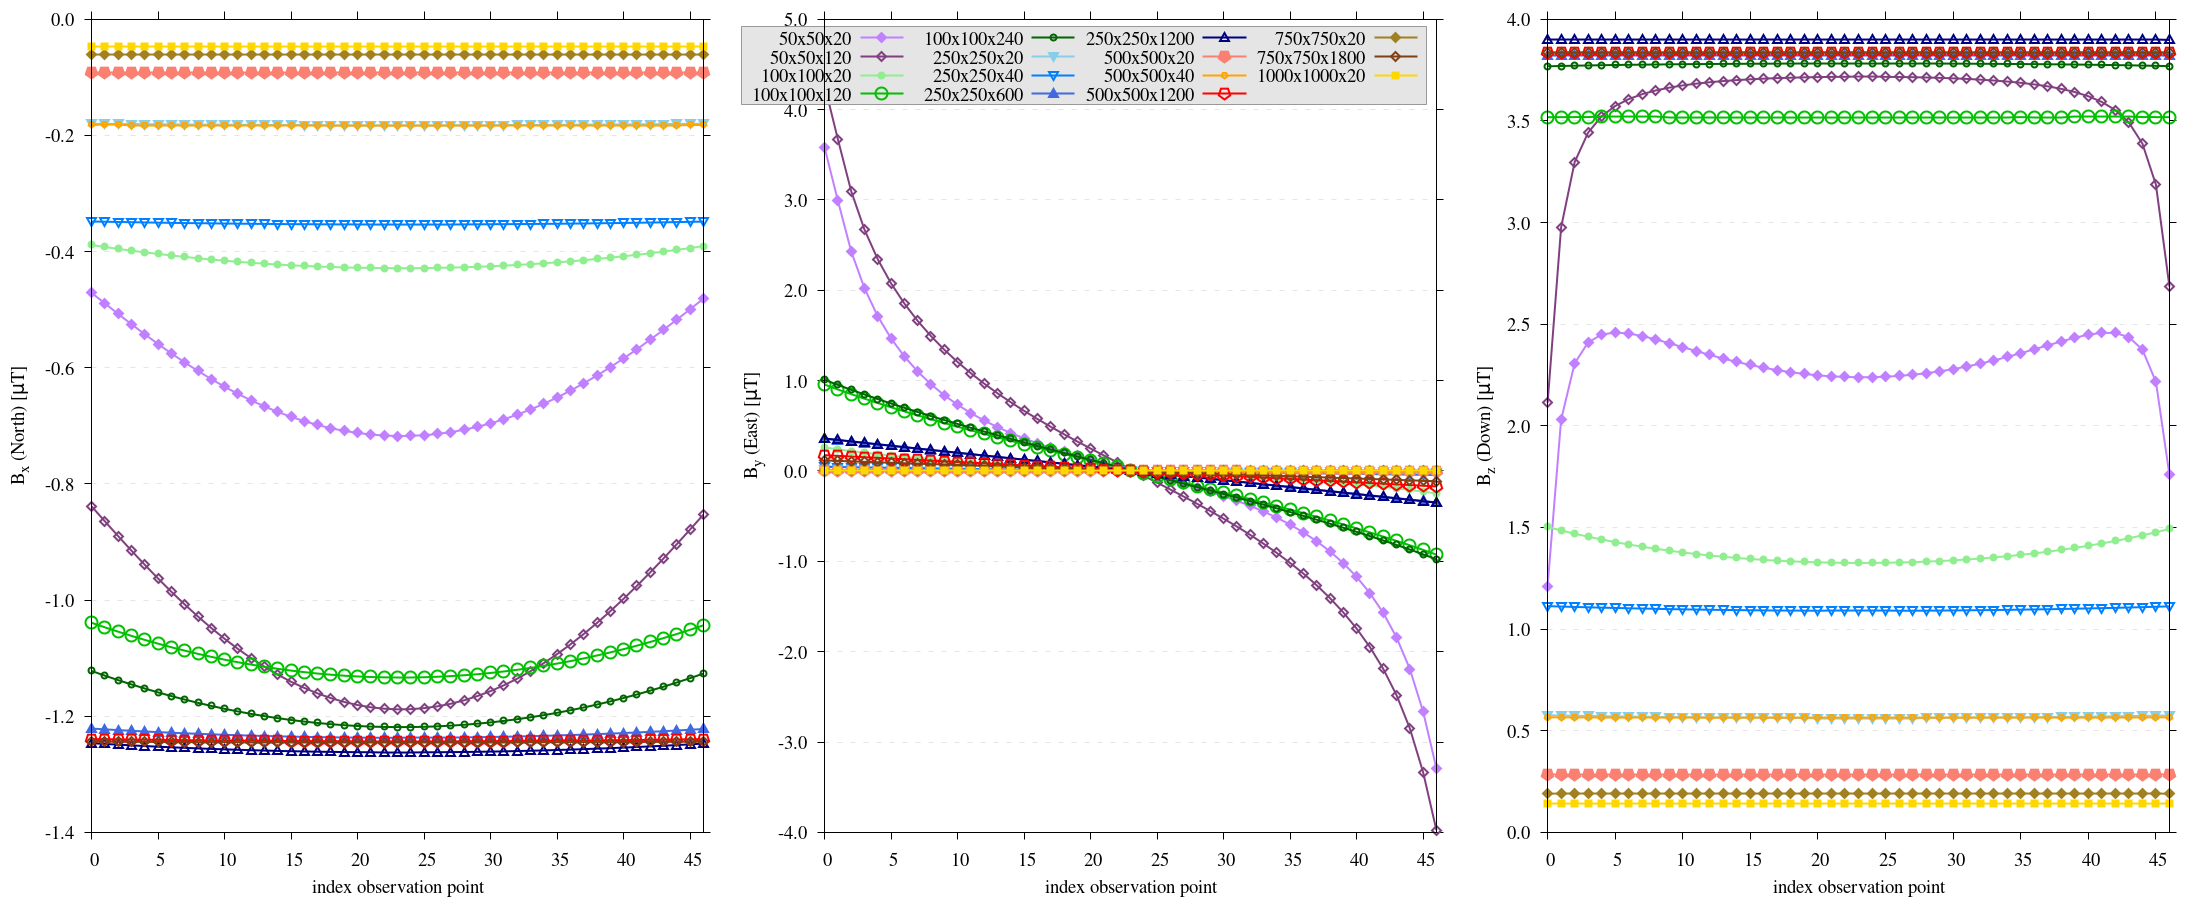 0.0
-0.2
-0.4
-0.6
-0.8
-1.0
-1.2
-1.4
0 5 10 15 20 25 30 35 40 45
index observation point
Bx (North) [μT]
5.0
4.0
3.0
2.0
1.0
0.0
-1.0
-2.0
-3.0
-4.0
0 5 10 15 20 25 30 35 40 45
index observation point
By (East) [μT]
50x50x20 100x100x240 250x250x1200 750x750x20
50x50x120 250x250x20 500x500x20 750x750x1800
100x100x20 250x250x40 500x500x40 1000x1000x20
100x100x120 250x250x600 500x500x1200
4.0
3.5
3.0
2.5
2.0
1.5
1.0
0.5
0.0
0 5 10 15 20 25 30 35 40 45
index observation point
Bz (Down) [μT]